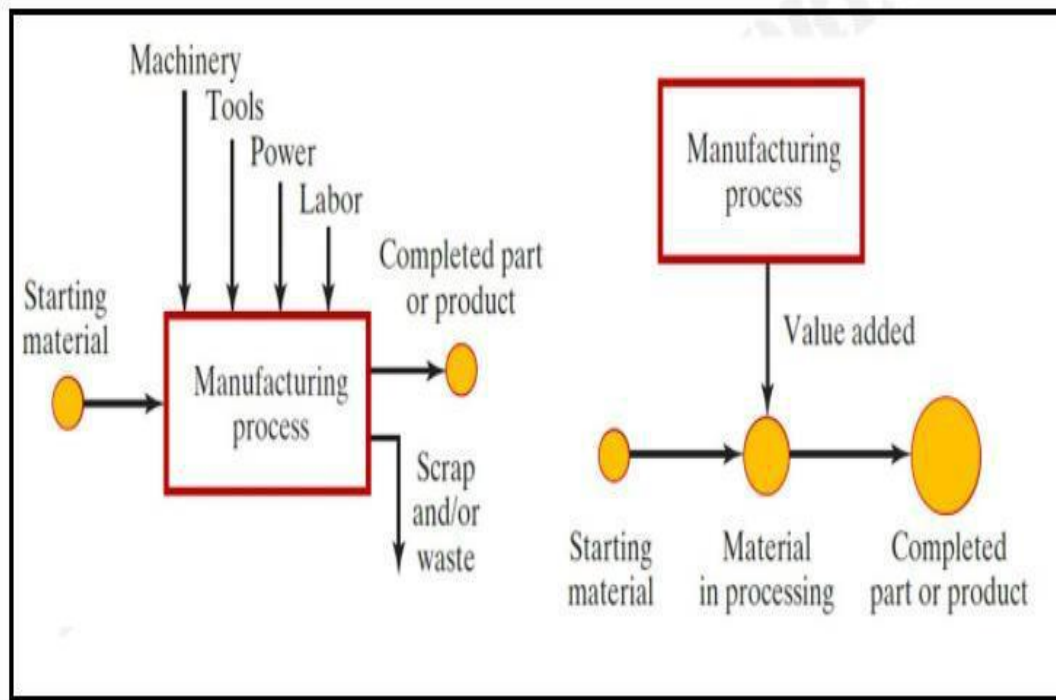 Machinery
Tools
Power
Labor
Starting
material
Manufacturing
process
Completed part
or product
Scrap
and/or
waste
Manufacturing
process
Value added
Starting
material
Material
in processing
Completed
part or product